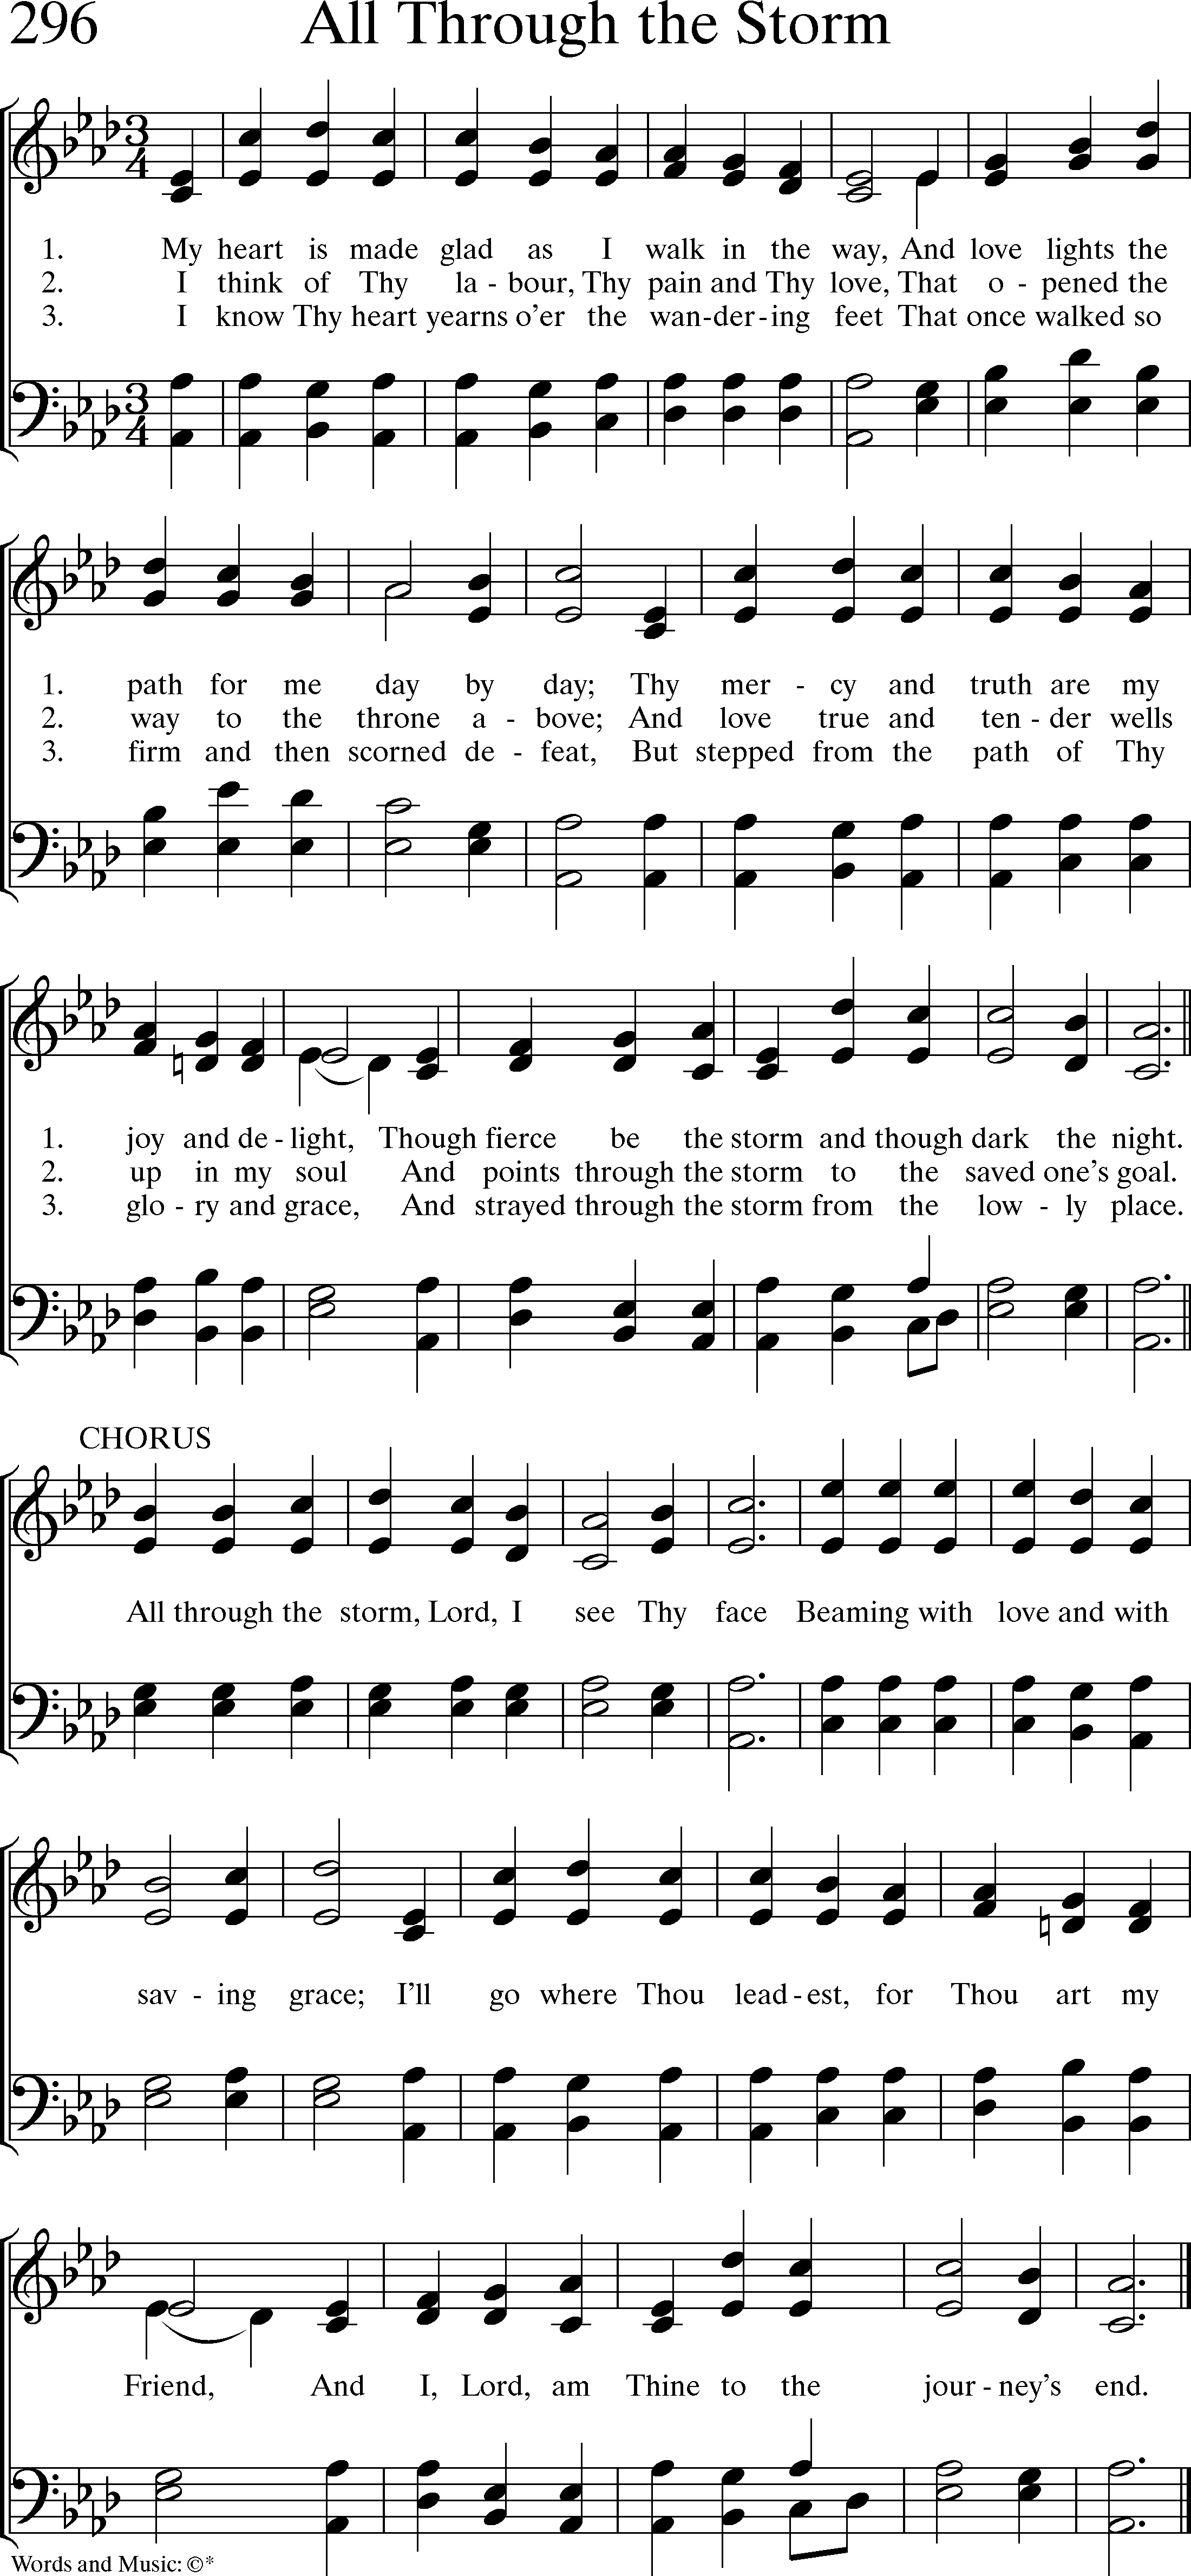 296 All Through the Storm
1. My heart is made glad as I walk in the way, And love lights the
2. I think of Thy la - bour, Thy pain and Thy love, That o - pened the
3. I know Thy heart yearns o'er the wan - der - ing feet That once walked so
1. path for me day by day; Thy mer - cy and truth are my
2. way to the throne a - bove; And love true and ten - der wells
3. firm and then scorned de - feat, But stepped from the path of Thy
1. joy and de - light, Though fierce be the storm and though dark the night.
2. up in my soul And points through the storm to the saved one's goal.
3. glo - ry and grace, And strayed through the storm from the low - ly place.
CHORUS
All through the storm, Lord, I see Thy face Beaming with love and with
sav - ing grace; I'll go where Thou lead - est, for Thou art my
Friend, And I, Lord, am Thine to the jour - ney's end.
Words and Music: ©*